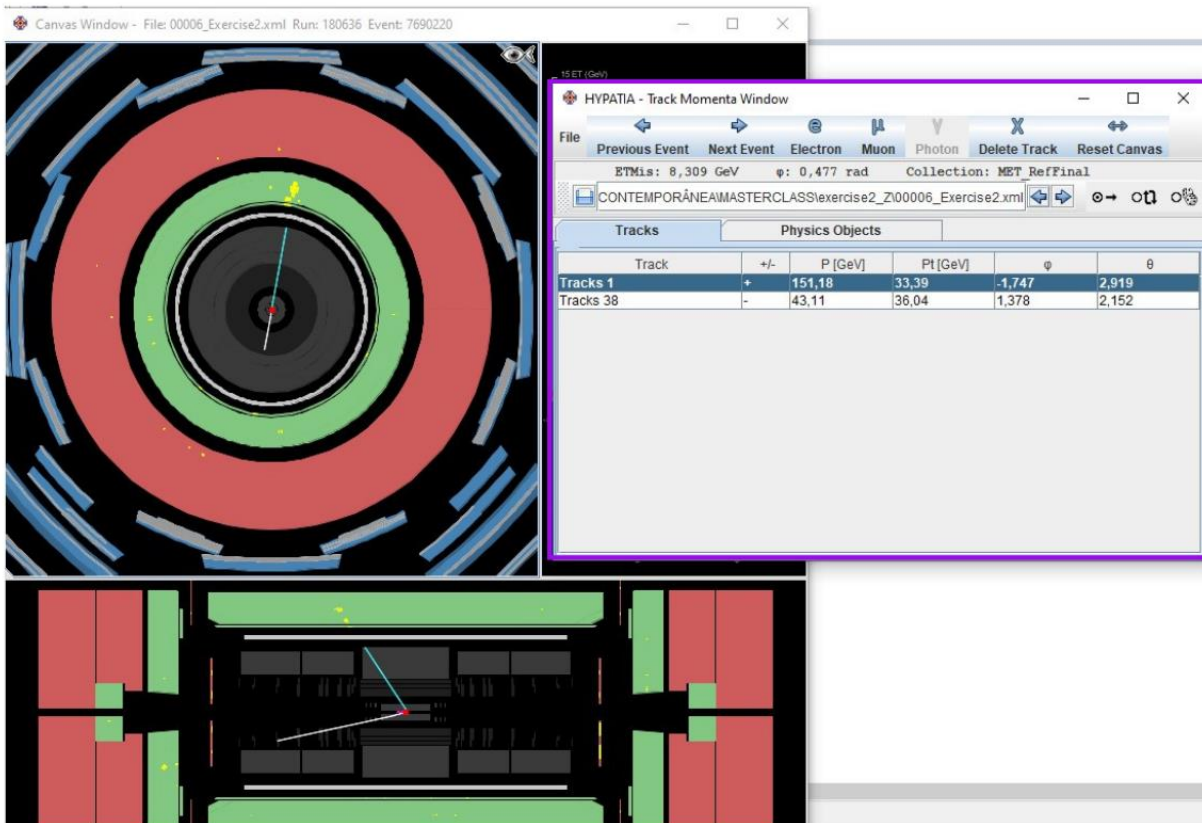 Canvas Window - File: 00006_Exercise2.xml Run: 180636 Event: 7690220
15 ET (GeV)
HYPATIA - Track Momenta Window
File
Previous Event Next Event Electron Muon Photon Delete Track Reset Canvas
ETMis: 8,309 GeV φ: 0,477 rad Collection: MET_RefFinal
CONTEMPORÂNEA\MASTERCLASS\exercise2_Z\00006_Exercise2.xml
Tracks Physics Objects
Track +/- P [GeV] Pt [GeV] φ θ
Tracks 1 + 151,18 33,39 -1,747 2,919
Tracks 38 - 43,11 36,04 1,378 2,152